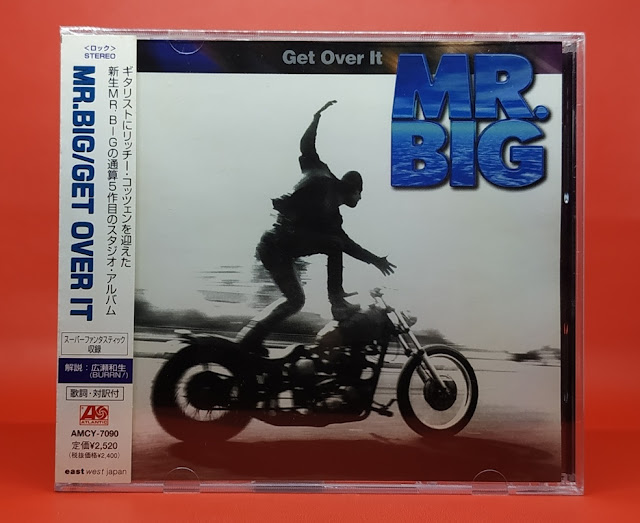 <ロック>
STEREO
ギタリストにリッチー・コッツェンを迎えた
新生MR. BIGの通算5作目のスタジオ・アルバム
MR.BIG/GET OVER IT
スーパーファンタスティック
収録
解説:広瀬和生
(BURRN!)
歌詞・対訳付
ATLANTIC
AMCY-7090
定価¥2,520
(税抜価格¥2,400)
east west japan
Get Over It
MR.
BIG